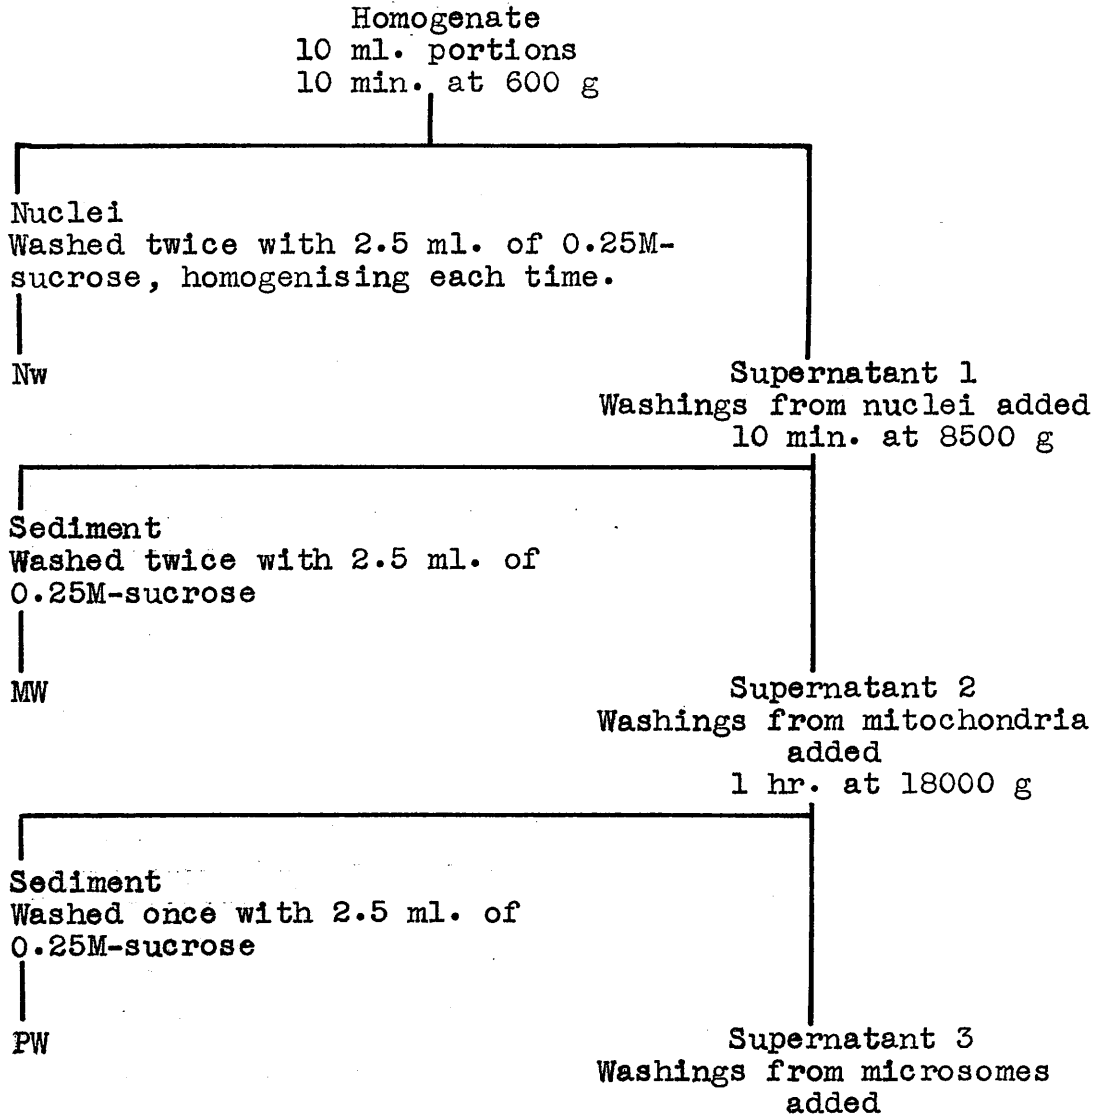 Homogenate
10 ml. portions
10 min. at 600 g
Nuclei
Washed twice with 2.5 ml. of 0.25M-
sucrose, homogenising each time.
Nw
Supernatant 1
Washings from nuclei added
10 min. at 8500 g
Sediment
Washed twice with 2.5 ml. of
0.25M-sucrose
MW
Supernatant 2
Washings from mitochondria
added
1 hr. at 18000 g
Sediment
Washed once with 2.5 ml. of
0.25M-sucrose
PW
Supernatant 3
Washings from microsomes
added